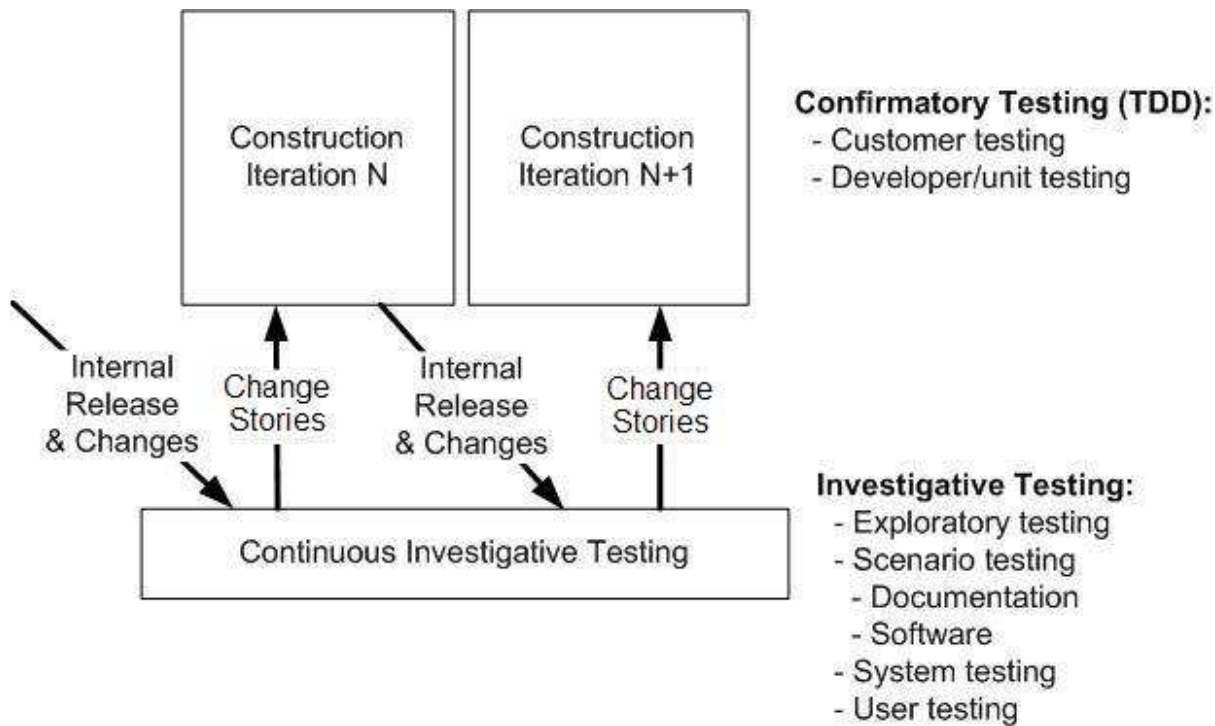 Construction
Iteration N
Construction
Iteration N+1
Confirmatory Testing (TDD):
- Customer testing
- Developer/unit testing
Internal
Release
& Changes
Change
Stories
Internal
Release
& Changes
Change
Stories
Continuous Investigative Testing
Investigative Testing:
- Exploratory testing
- Scenario testing
- Documentation
- Software
- System testing
- User testing